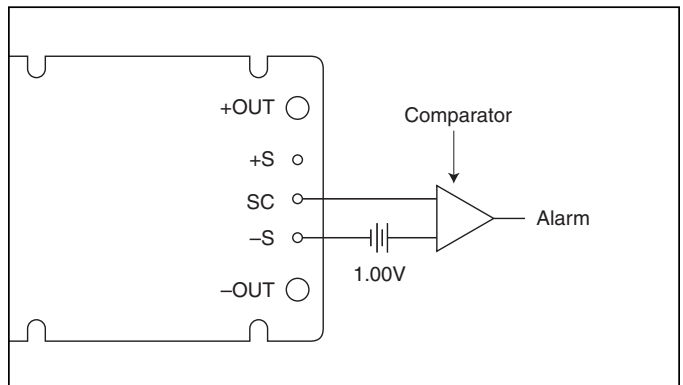 +OUT
Comparator
+S
SC
Alarm
–S
1.00V
–OUT